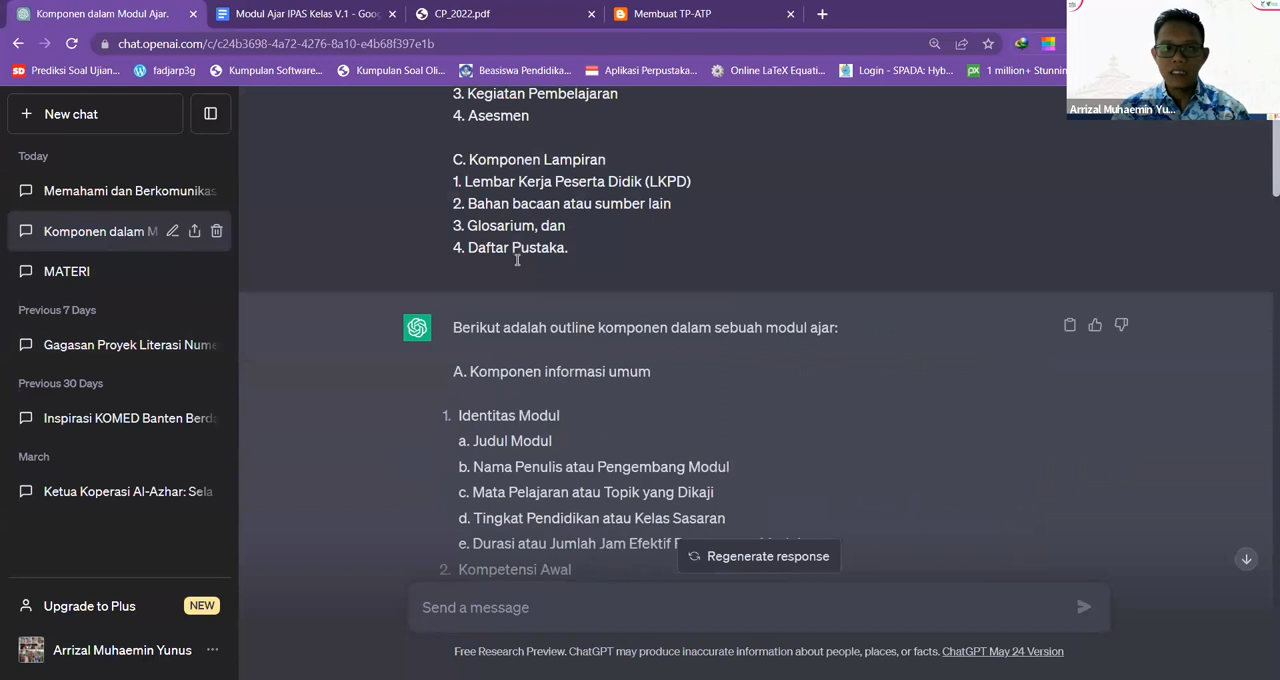 Komponen dalam Modul Ajar.
Modul Ajar IPAS Kelas V.1 - Goo
CP_2022.pdf
Membuat TP-ATP
chat.openai.com/c/c24b3698-4a72-4276-8a10-e4b68f397e1b
Prediksi Soal Ujian...
fadjarp3g
Kumpulan Software...
Kumpulan Soal Oli...
Beasiswa Pendidika...
Aplikasi Perpustaka...
Online LaTeX Equati...
Login - SPADA: Hyb...
1 million+ Stunnin
Arrizal Muhaemin Yu...
New chat
Today
Memahami dan Berkomunikas
Komponen dalam M
MATERI
Previous 7 Days
Gagasan Proyek Literasi Nume
Previous 30 Days
Inspirasi KOMED Banten Berda
March
Ketua Koperasi Al-Azhar: Sela
Upgrade to Plus
NEW
Arrizal Muhaemin Yunus
3. Kegiatan Pembelajaran
4. Asesmen
C. Komponen Lampiran
1. Lembar Kerja Peserta Didik (LKPD)
2. Bahan bacaan atau sumber lain
3. Glosarium, dan
4. Daftar Pustaka.
Berikut adalah outline komponen dalam sebuah modul ajar:
A. Komponen informasi umum
1. Identitas Modul
a. Judul Modul
b. Nama Penulis atau Pengembang Modul
c. Mata Pelajaran atau Topik yang Dikaji
d. Tingkat Pendidikan atau Kelas Sasaran
e. Durasi atau Jumlah Jam Efektif
2. Kompetensi Awal
Regenerate response
Send a message
Free Research Preview. ChatGPT may produce inaccurate information about people, places, or facts. ChatGPT May 24 Version